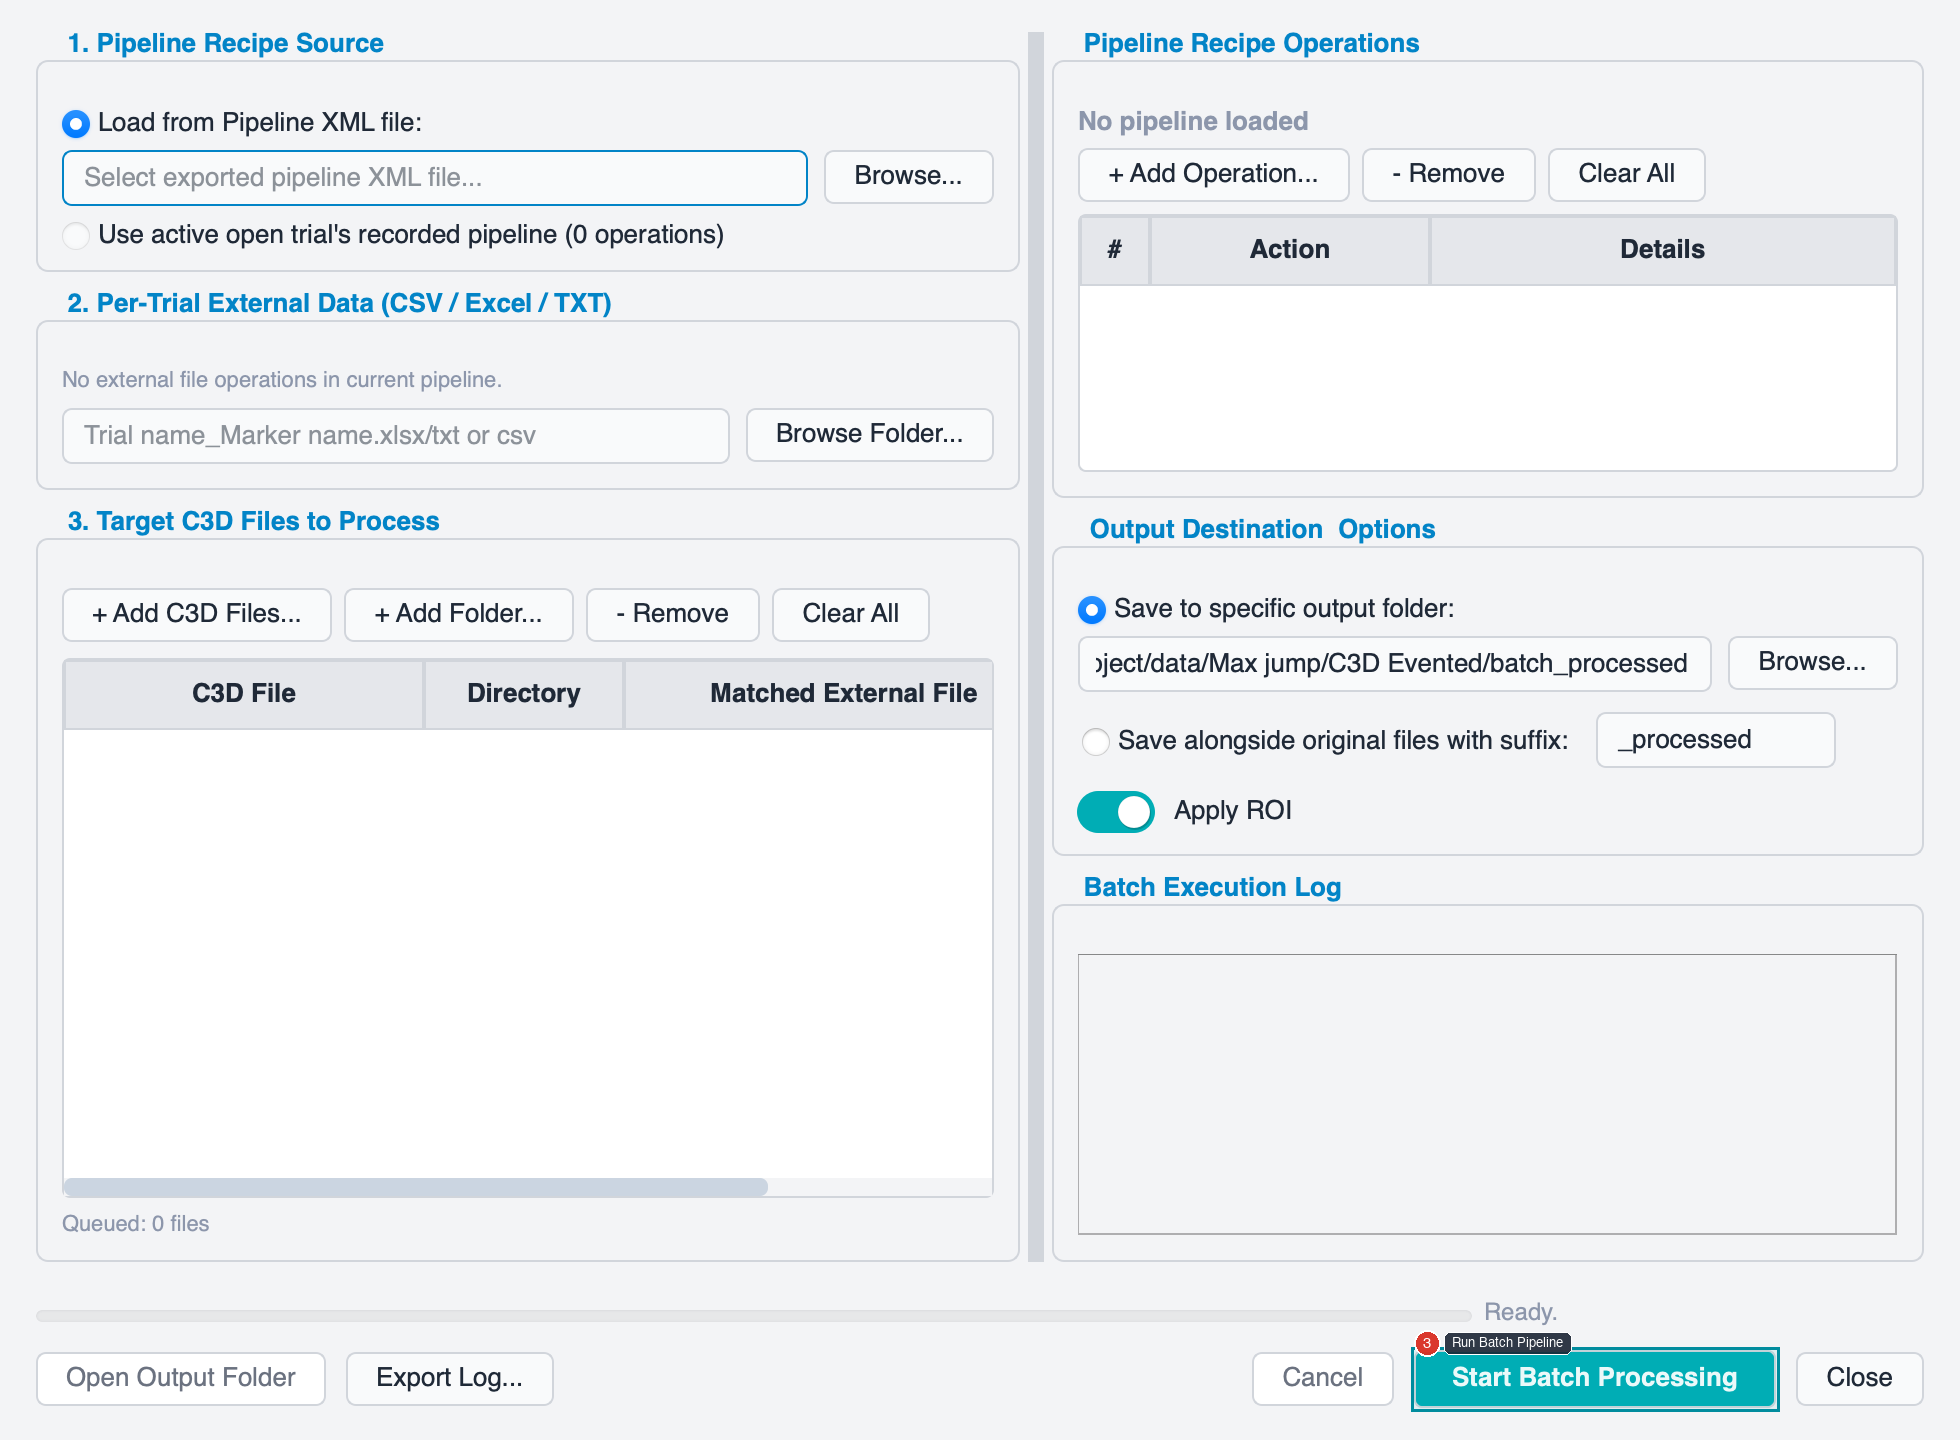 1. Pipeline Recipe Source
Load from Pipeline XML file:
Select exported pipeline XML file...
Browse...
Use active open trial's recorded pipeline (0 operations)
2. Per-Trial External Data (CSV / Excel / TXT)
No external file operations in current pipeline.
Trial name_Marker name.xlsx/txt or csv
Browse Folder...
3. Target C3D Files to Process
+ Add C3D Files...
+ Add Folder...
- Remove
Clear All
C3D File
Directory
Matched External File
Queued: 0 files
Pipeline Recipe Operations
No pipeline loaded
+ Add Operation...
- Remove
Clear All
#
Action
Details
Output Destination  Options
Save to specific output folder:
oject/data/Max jump/C3D Evented/batch_processed
Browse...
Save alongside original files with suffix:
_processed
Apply ROI
Batch Execution Log
Ready.
Open Output Folder
Export Log...
Cancel
3
Run Batch Pipeline
Start Batch Processing
Close